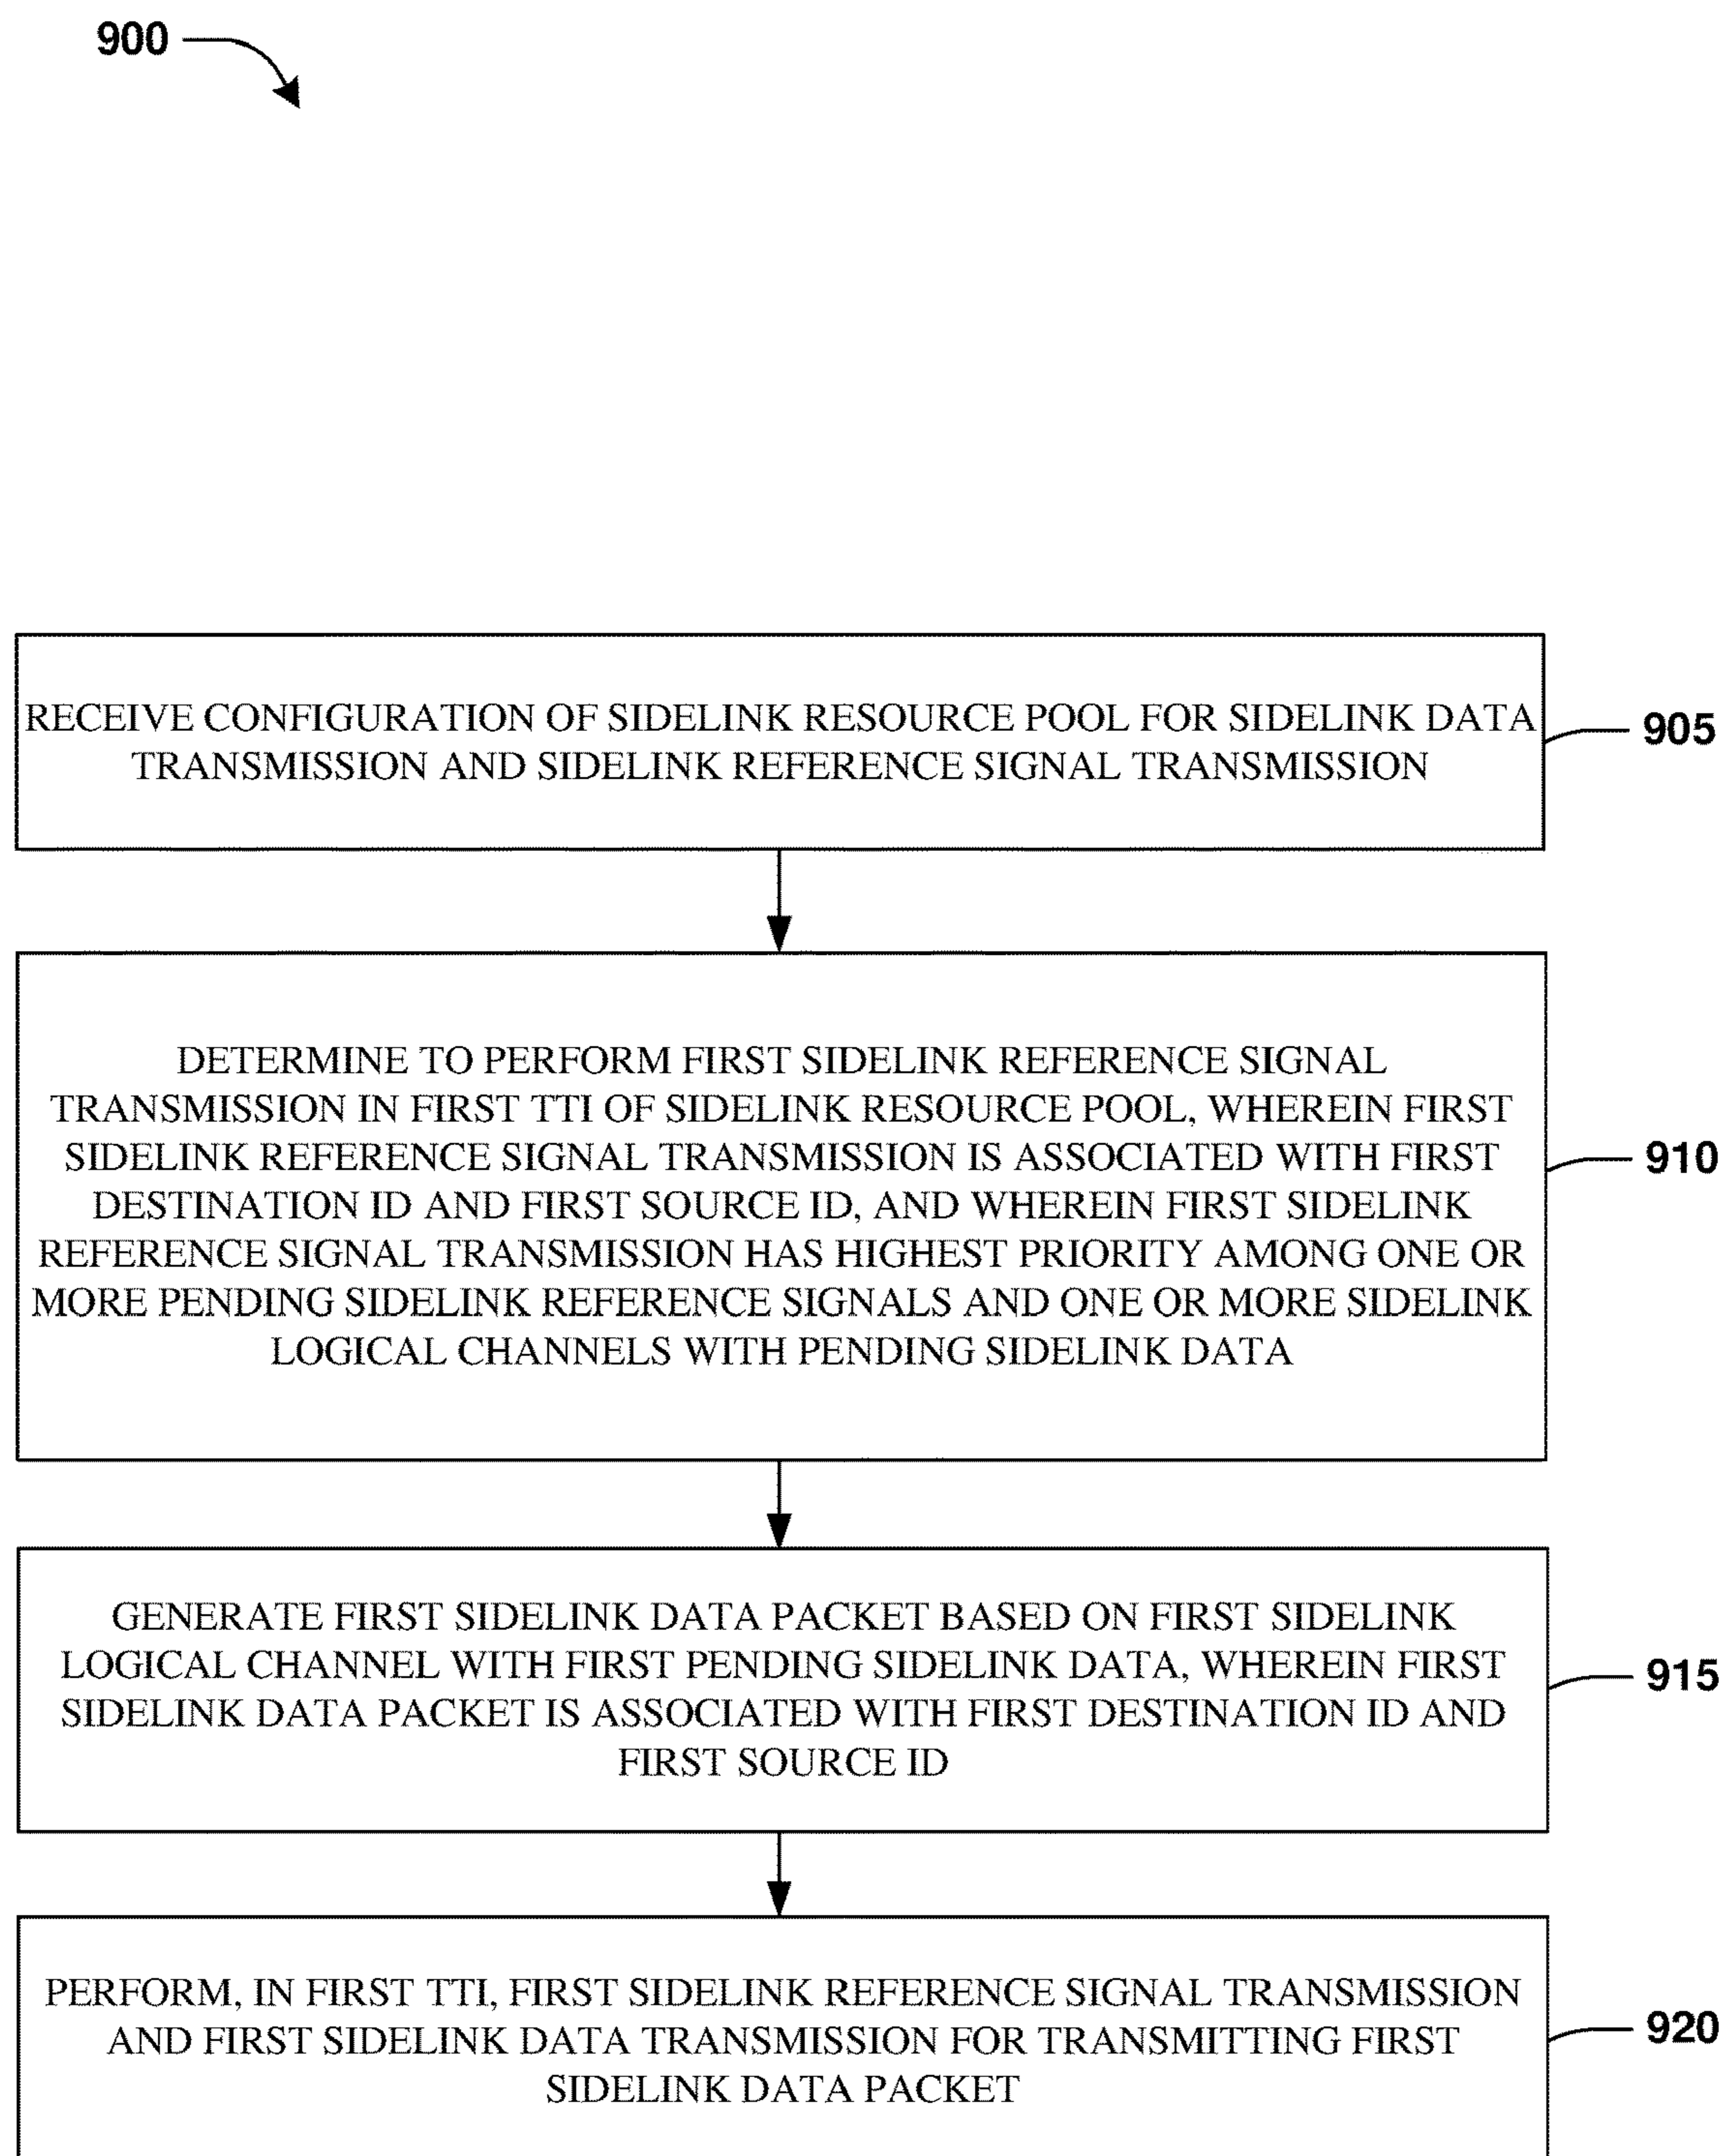 900
RECEIVE CONFIGURATION OF SIDELINK RESOURCE POOL FOR SIDELINK DATA
TRANSMISSION AND SIDELINK REFERENCE SIGNAL TRANSMISSION
905
DETERMINE TO PERFORM FIRST SIDELINK REFERENCE SIGNAL
TRANSMISSION IN FIRST TTI OF SIDELINK RESOURCE POOL, WHEREIN FIRST
SIDELINK REFERENCE SIGNAL TRANSMISSION IS ASSOCIATED WITH FIRST
DESTINATION ID AND FIRST SOURCE ID, AND WHEREIN FIRST SIDELINK
REFERENCE SIGNAL TRANSMISSION HAS HIGHEST PRIORITY AMONG ONE OR
MORE PENDING SIDELINK REFERENCE SIGNALS AND ONE OR MORE SIDELINK
LOGICAL CHANNELS WITH PENDING SIDELINK DATA
910
GENERATE FIRST SIDELINK DATA PACKET BASED ON FIRST SIDELINK
LOGICAL CHANNEL WITH FIRST PENDING SIDELINK DATA, WHEREIN FIRST
SIDELINK DATA PACKET IS ASSOCIATED WITH FIRST DESTINATION ID AND
FIRST SOURCE ID
915
PERFORM, IN FIRST TTI, FIRST SIDELINK REFERENCE SIGNAL TRANSMISSION
AND FIRST SIDELINK DATA TRANSMISSION FOR TRANSMITTING FIRST
SIDELINK DATA PACKET
920